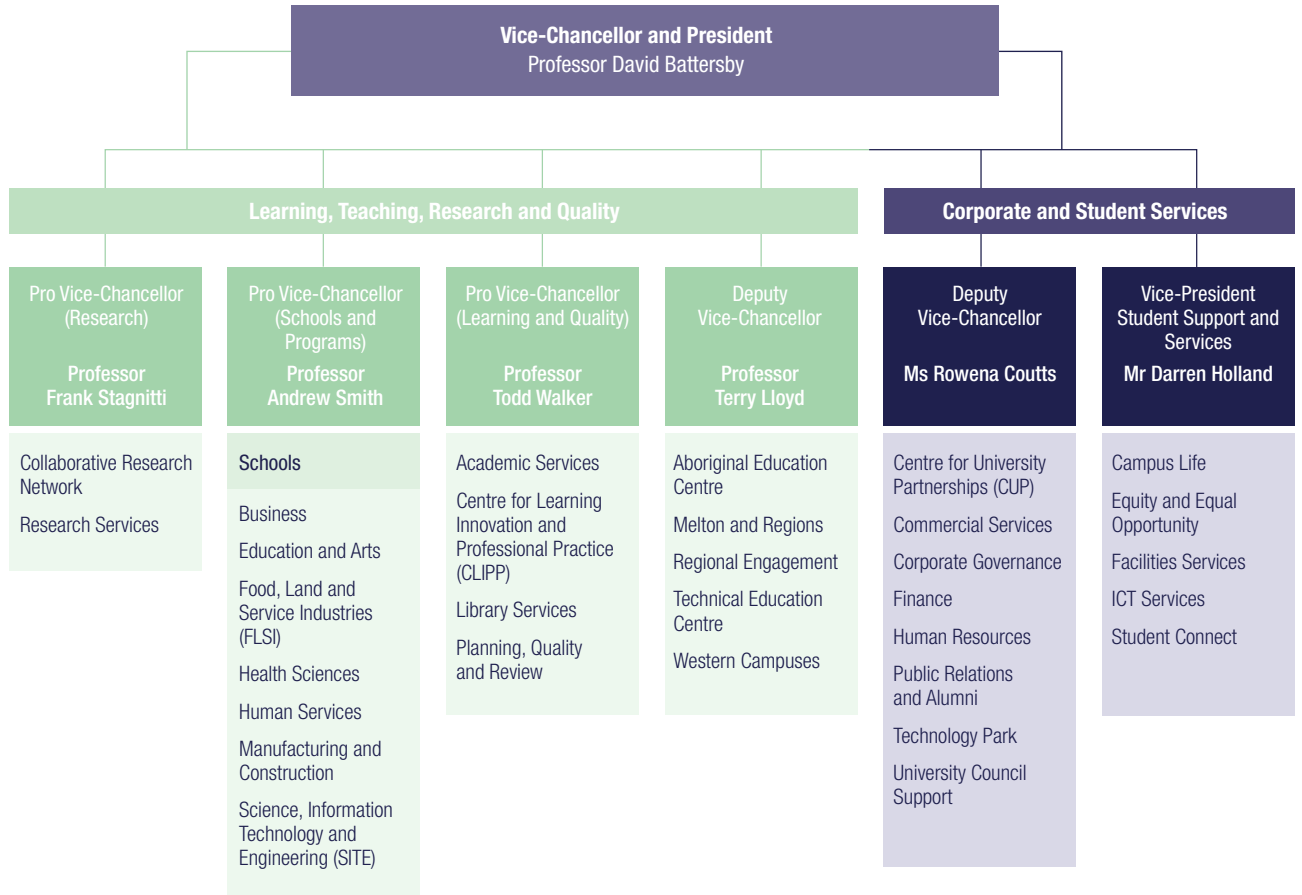 Vice-Chancellor and President
Professor David Battersby
Learning, Teaching, Research and Quality
Corporate and Student Services
Pro Vice-Chancellor
(Research)
Professor
Frank Stagnitti
Collaborative Research
Network
Research Services
Pro Vice-Chancellor
(Schools and
Programs)
Professor
Andrew Smith
Schools
Business
Education and Arts
Food, Land and
Service Industries
(FLSI)
Health Sciences
Human Services
Manufacturing and
Construction
Science, Information
Technology and
Engineering (SITE)
Pro Vice-Chancellor
(Learning and Quality)
Professor
Todd Walker
Academic Services
Centre for Learning
Innovation and
Professional Practice
(CLIPP)
Library Services
Planning, Quality
and Review
Deputy
Vice-Chancellor
Professor
Terry Lloyd
Aboriginal Education
Centre
Melton and Regions
Regional Engagement
Technical Education
Centre
Western Campuses
Deputy
Vice-Chancellor
Ms Rowena Coutts
Centre for University
Partnerships (CUP)
Commercial Services
Corporate Governance
Finance
Human Resources
Public Relations
and Alumni
Technology Park
University Council
Support
Vice-President
Student Support and
Services
Mr Darren Holland
Campus Life
Equity and Equal
Opportunity
Facilities Services
ICT Services
Student Connect